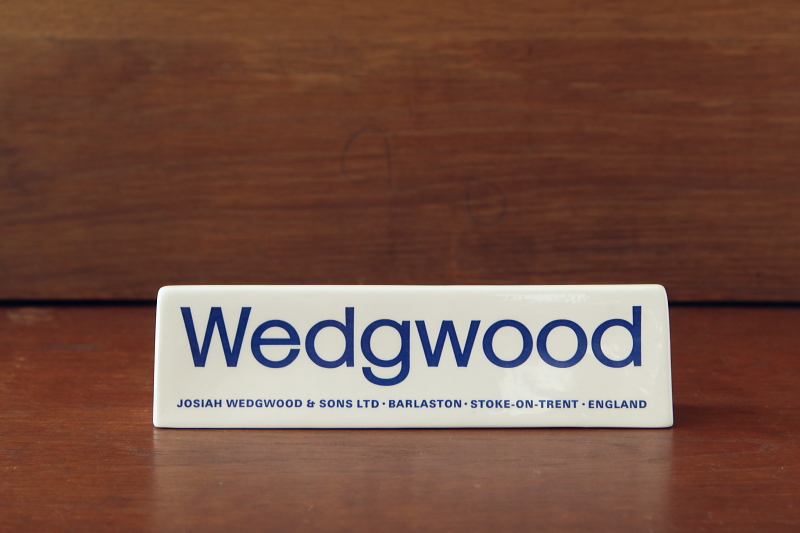 Wedgwood
JOSIAH WEDGWOOD & SONS LTD · BARLASTON · STOKE-ON-TRENT · ENGLAND